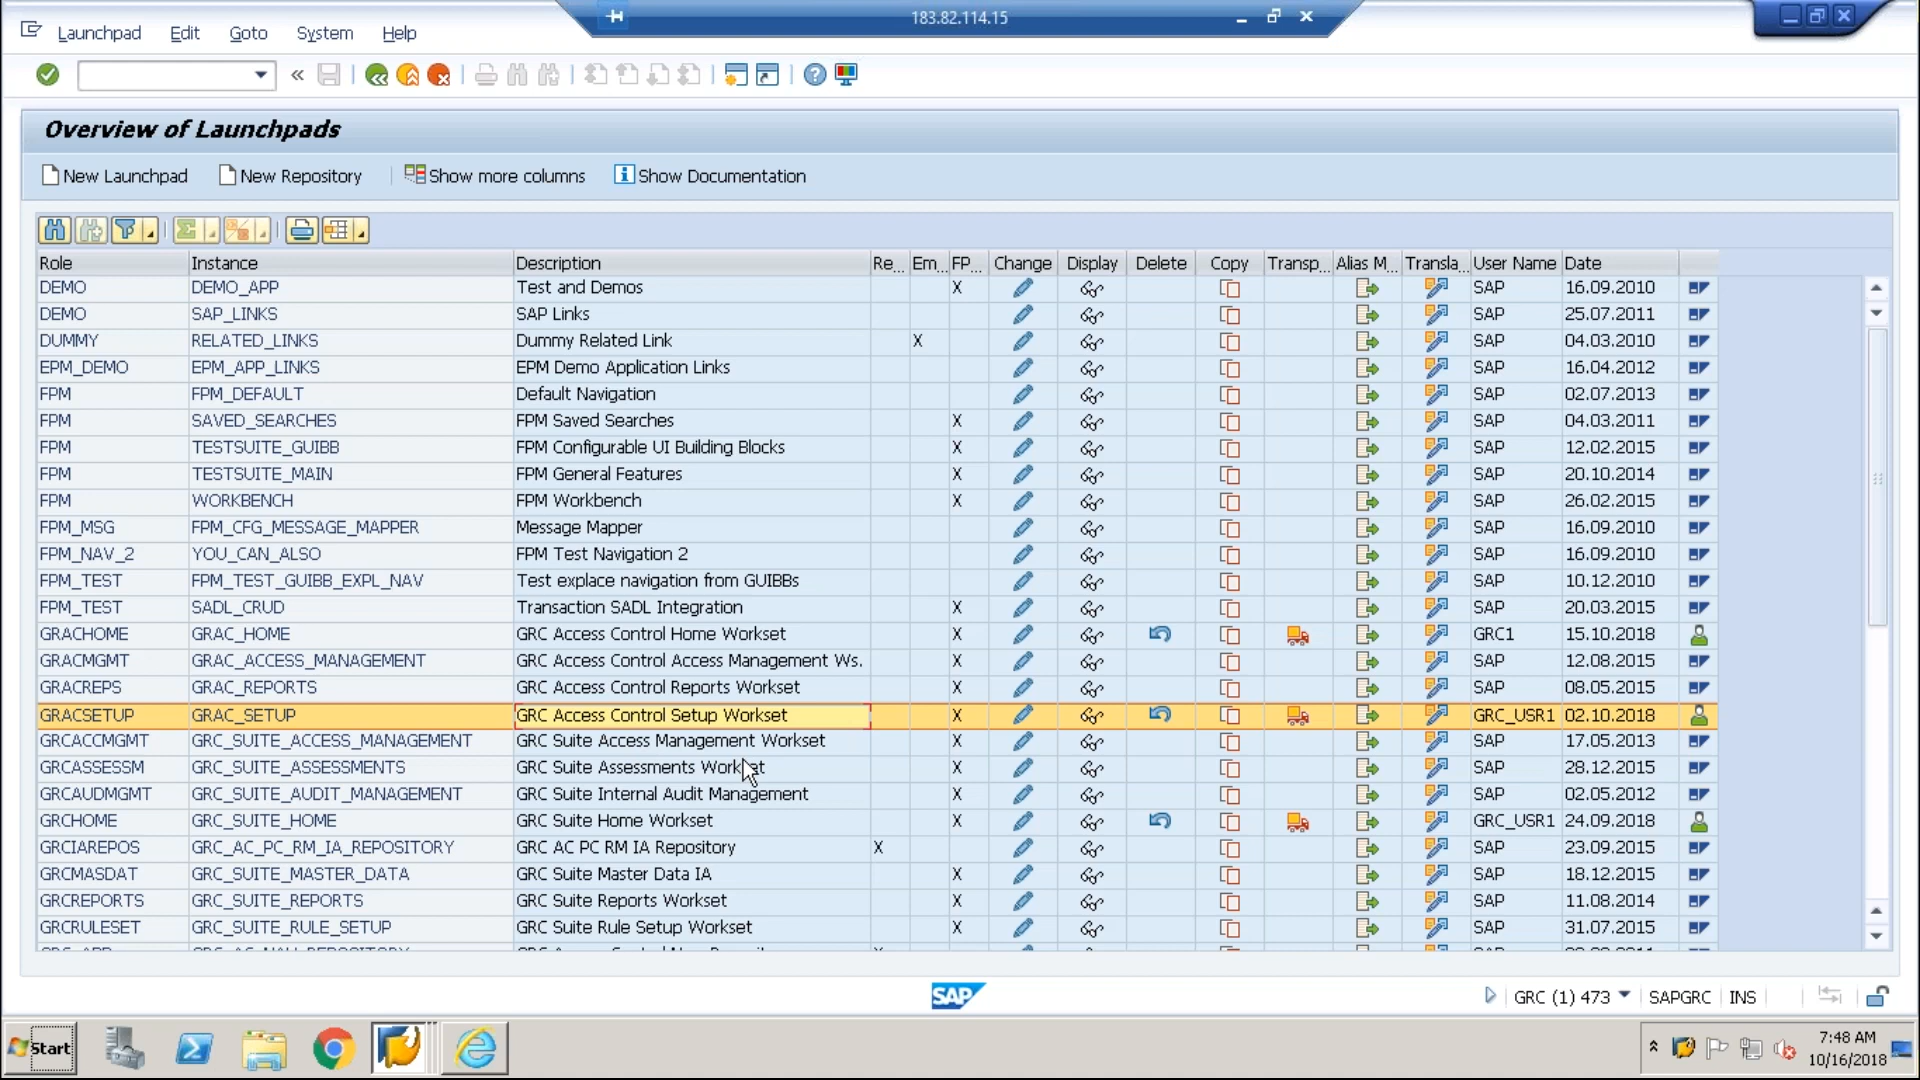 183.82.114.15
Launchpad Edit Goto System Help
Overview of Launchpads
New Launchpad New Repository Show more columns Show Documentation
Role Instance Description Re... Em... FP... Change Display Delete Copy Transp... Alias M... Transla... User Name Date
DEMO DEMO_APP Test and Demos X SAP 16.09.2010
DEMO SAP_LINKS SAP Links SAP 25.07.2011
DUMMY RELATED_LINKS Dummy Related Link X SAP 04.03.2010
EPM_DEMO EPM_APP_LINKS EPM Demo Application Links SAP 16.04.2012
FPM FPM_DEFAULT Default Navigation SAP 02.07.2013
FPM SAVED_SEARCHES FPM Saved Searches X SAP 04.03.2011
FPM TESTSUITE_GUIBB FPM Configurable UI Building Blocks X SAP 12.02.2015
FPM TESTSUITE_MAIN FPM General Features X SAP 20.10.2014
FPM WORKBENCH FPM Workbench X SAP 26.02.2015
FPM_MSG FPM_CFG_MESSAGE_MAPPER Message Mapper SAP 16.09.2010
FPM_NAV_2 YOU_CAN_ALSO FPM Test Navigation 2 SAP 16.09.2010
FPM_TEST FPM_TEST_GUIBB_EXPL_NAV Test explace navigation from GUIBBs SAP 10.12.2010
FPM_TEST SADL_CRUD Transaction SADL Integration X SAP 20.03.2015
GRACHOME GRAC_HOME GRC Access Control Home Workset X GRC1 15.10.2018
GRACMGMT GRAC_ACCESS_MANAGEMENT GRC Access Control Access Management Ws. X SAP 12.08.2015
GRACREPS GRAC_REPORTS GRC Access Control Reports Workset X SAP 08.05.2015
GRACSETUP GRAC_SETUP GRC Access Control Setup Workset X GRC_USR1 02.10.2018
GRCACCMGMT GRC_SUITE_ACCESS_MANAGEMENT GRC Suite Access Management Workset X SAP 17.05.2013
GRCASSESSM GRC_SUITE_ASSESSMENTS GRC Suite Assessments Workset X SAP 28.12.2015
GRCAUDMGMT GRC_SUITE_AUDIT_MANAGEMENT GRC Suite Internal Audit Management X SAP 02.05.2012
GRCHOME GRC_SUITE_HOME GRC Suite Home Workset X GRC_USR1 24.09.2018
GRCIAREPOS GRC_AC_PC_RM_IA_REPOSITORY GRC AC PC RM IA Repository X SAP 23.09.2015
GRCMASDAT GRC_SUITE_MASTER_DATA GRC Suite Master Data IA X SAP 18.12.2015
GRCREPORTS GRC_SUITE_REPORTS GRC Suite Reports Workset X SAP 11.08.2014
GRCRULESET GRC_SUITE_RULE_SETUP GRC Suite Rule Setup Workset X SAP 31.07.2015
SAP GRC (1) 473 SAPGRC INS
Start 7:48 AM
10/16/2018